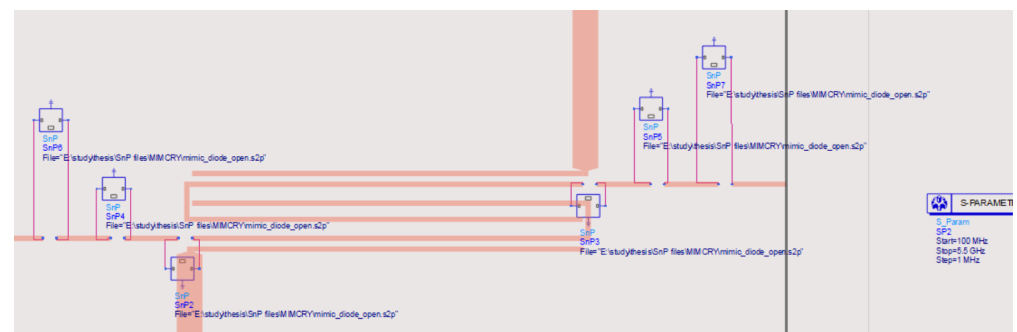 SnP
SnP7
File="E:\study\thesis\SnP files\MIMCRY\mimic_diode_open.s2p"
SnP
SnP5
File="E:\study\thesis\SnP files\MIMCRY\mimic_diode_open.s2p"
SnP
SnP6
File="E:\study\thesis\SnP files\MIMCRY\mimic_diode_open.s2p"
SnP
SnP4
File="E:\study\thesis\SnP files\MIMCRY\mimic_diode_open.s2p"
SnP
SnP3
File="E:\study\thesis\SnP files\MIMCRY\mimic_diode_open.s2p"
SnP
SnP2
File="E:\study\thesis\SnP files\MIMCRY\mimic_diode_open.s2p"
S-PARAMET
S_Param
SP2
Start=100 MHz
Stop=5.5 GHz
Step=1 MHz